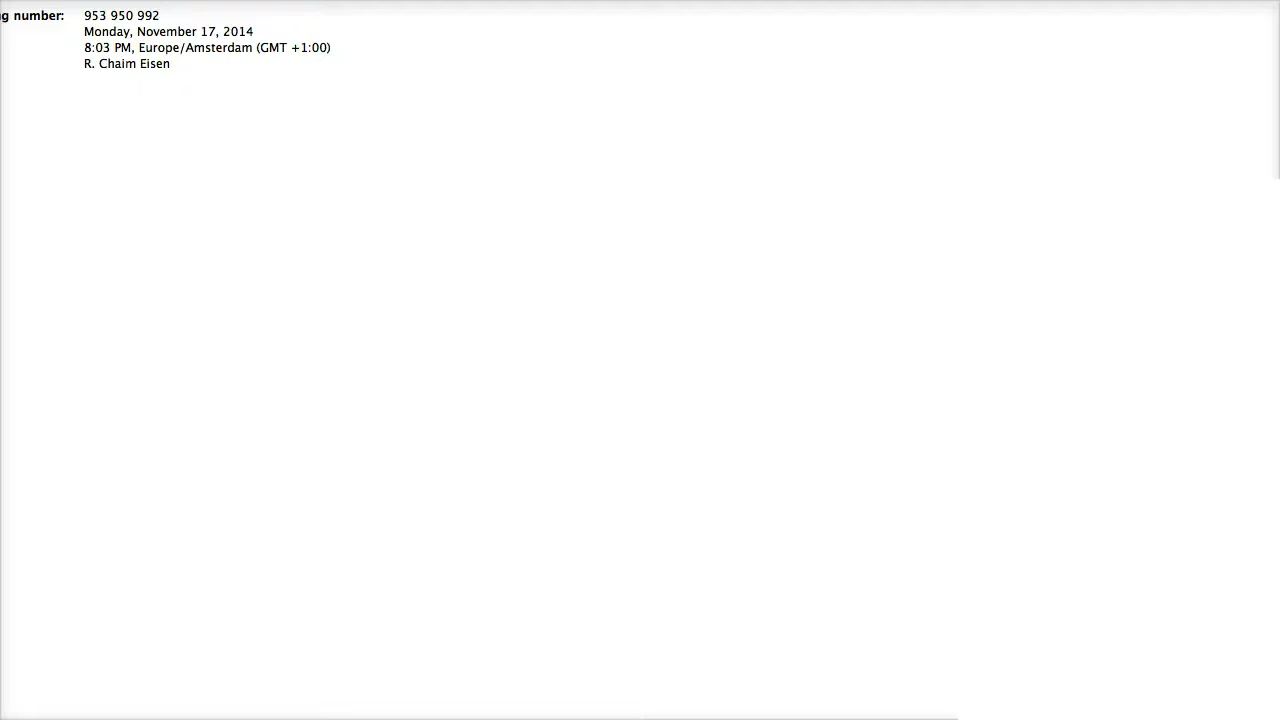 g number: 953 950 992
Monday, November 17, 2014
8:03 PM, Europe/Amsterdam (GMT +1:00)
R. Chaim Eisen